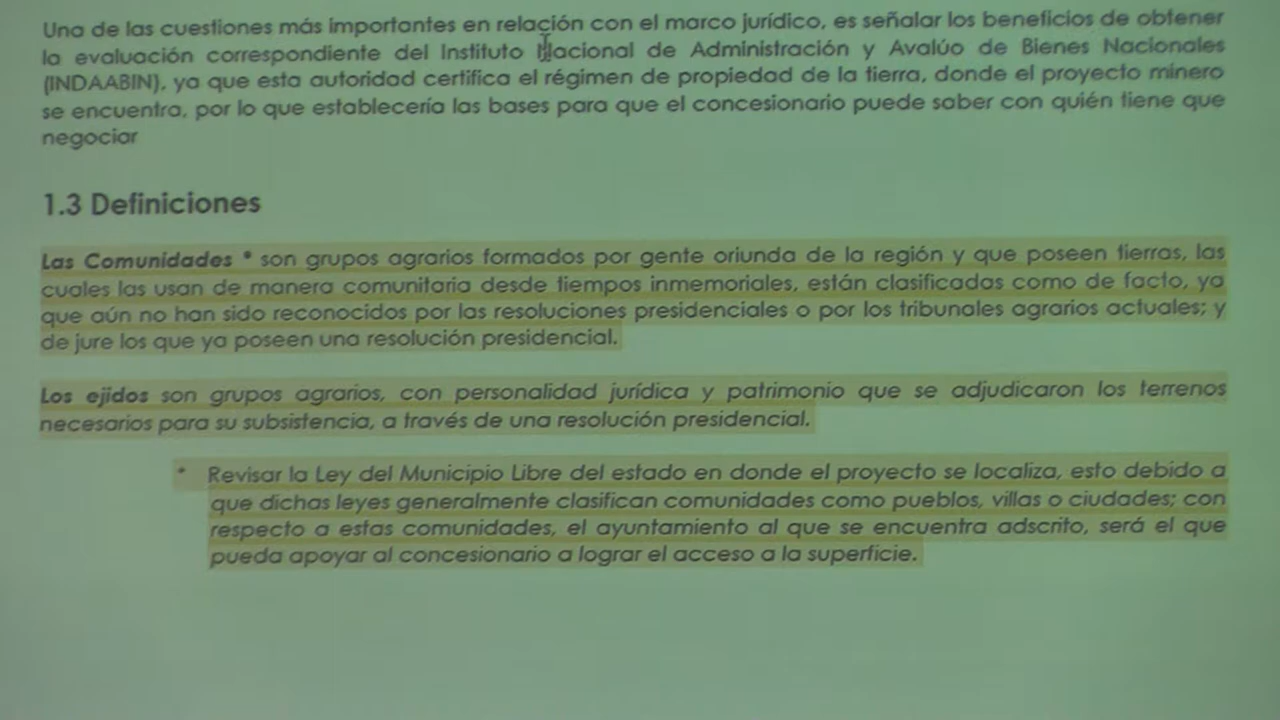 Una de las cuestiones más importantes en relación con el marco jurídico, es señalar los beneficios de obtener
la evaluación correspondiente del Instituto Nacional de Administración y Avalúo de Bienes Nacionales
(INDAABIN), ya que esta autoridad certifica el régimen de propiedad de la tierra, donde el proyecto minero
se encuentra, por lo que establecería las bases para que el concesionario puede saber con quién tiene que
negociar
1.3 Definiciones
Las Comunidades * son grupos agrarios formados por gente oriunda de la región y que poseen tierras, las
cuales las usan de manera comunitaria desde tiempos inmemoriales, están clasificadas como de facto, ya
que aún no han sido reconocidos por las resoluciones presidenciales o por los tribunales agrarios actuales; y
de jure los que ya poseen una resolución presidencial.
Los ejidos son grupos agrarios, con personalidad jurídica y patrimonio que se adjudicaron los terrenos
necesarios para su subsistencia, a través de una resolución presidencial.
* Revisar la Ley del Municipio Libre del estado en donde el proyecto se localiza, esto debido a
que dichas leyes generalmente clasifican comunidades como pueblos, villas o ciudades; con
respecto a estas comunidades, el ayuntamiento al que se encuentra adscrito, será el que
pueda apoyar al concesionario a lograr el acceso a la superficie.